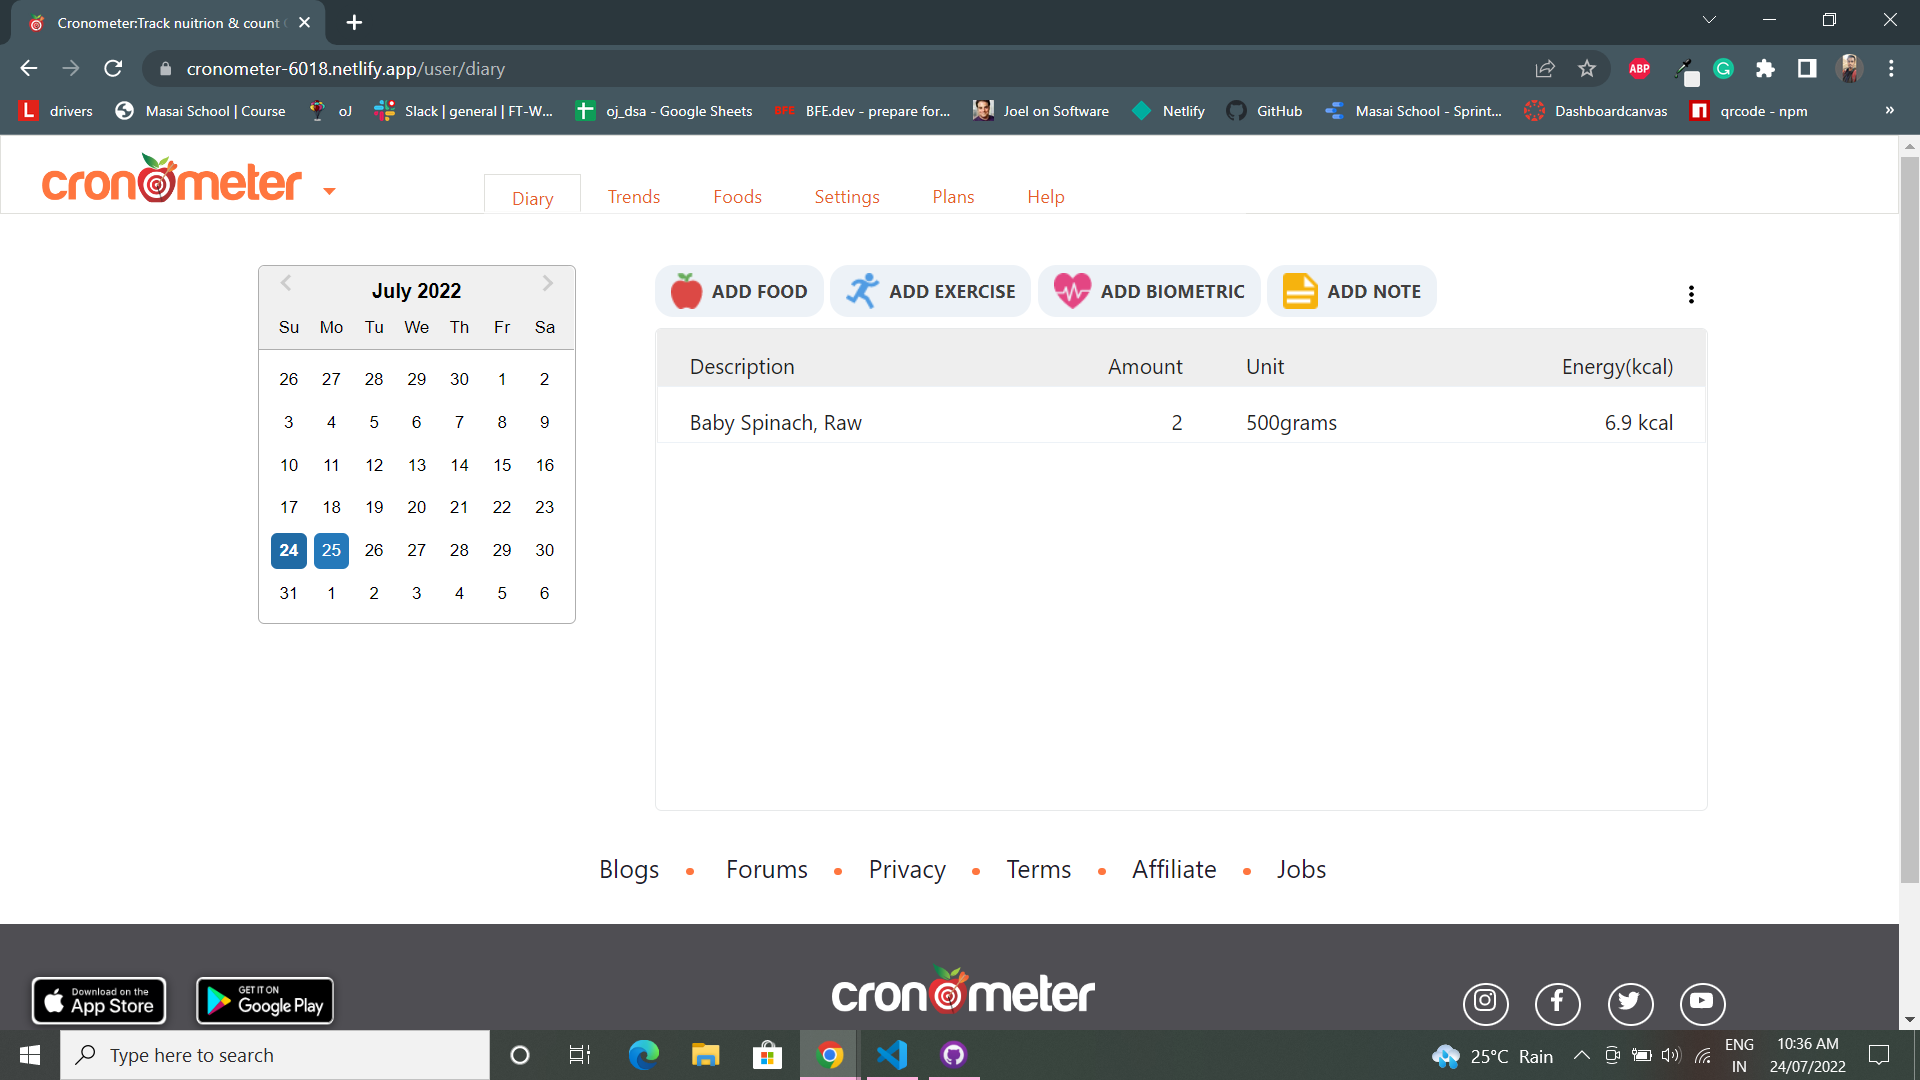 Cronometer:Track nuitrion & count
cronometer-6018.netlify.app/user/diary
ABP
G
L drivers Masai School | Course oJ Slack | general | FT-W... oj_dsa - Google Sheets BFE BFE.dev - prepare for... Joel on Software Netlify GitHub Masai School - Sprint... Dashboardcanvas n qrcode - npm »
cronometer
Diary Trends Foods Settings Plans Help
July 2022
Su Mo Tu We Th Fr Sa
26 27 28 29 30 1 2
3 4 5 6 7 8 9
10 11 12 13 14 15 16
17 18 19 20 21 22 23
24 25 26 27 28 29 30
31 1 2 3 4 5 6
ADD FOOD ADD EXERCISE ADD BIOMETRIC ADD NOTE
Description Amount Unit Energy(kcal)
Baby Spinach, Raw 2 500grams 6.9 kcal
Blogs • Forums • Privacy • Terms • Affiliate • Jobs
Download on the
App Store
GET IT ON
Google Play
cronometer
Type here to search
25°C Rain
ENG
IN
10:36 AM
24/07/2022